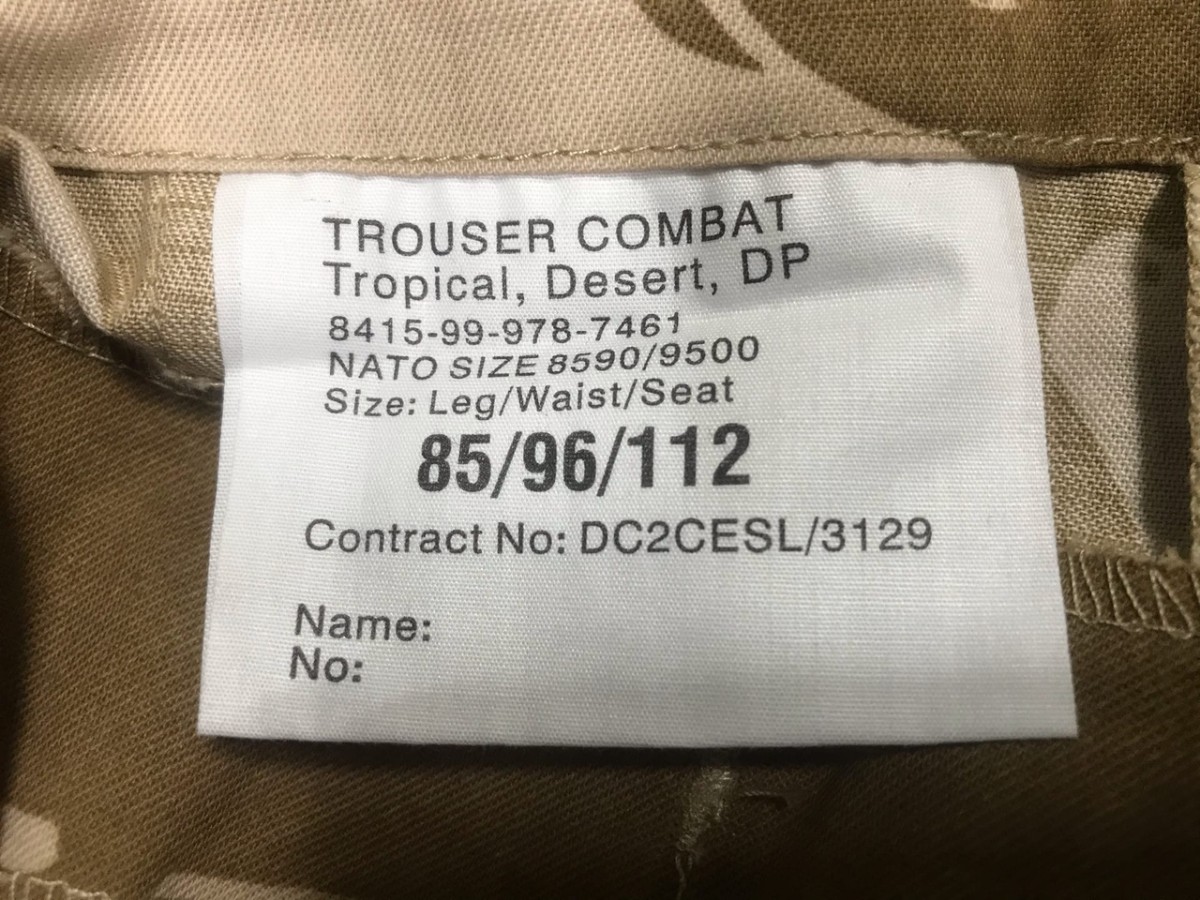 TROUSER COMBAT
Tropical, Desert, DP
8415-99-978-7461
NATO SIZE 8590/9500
Size: Leg/Waist/Seat
85/96/112
Contract No: DC2CESL/3129
Name:
No: